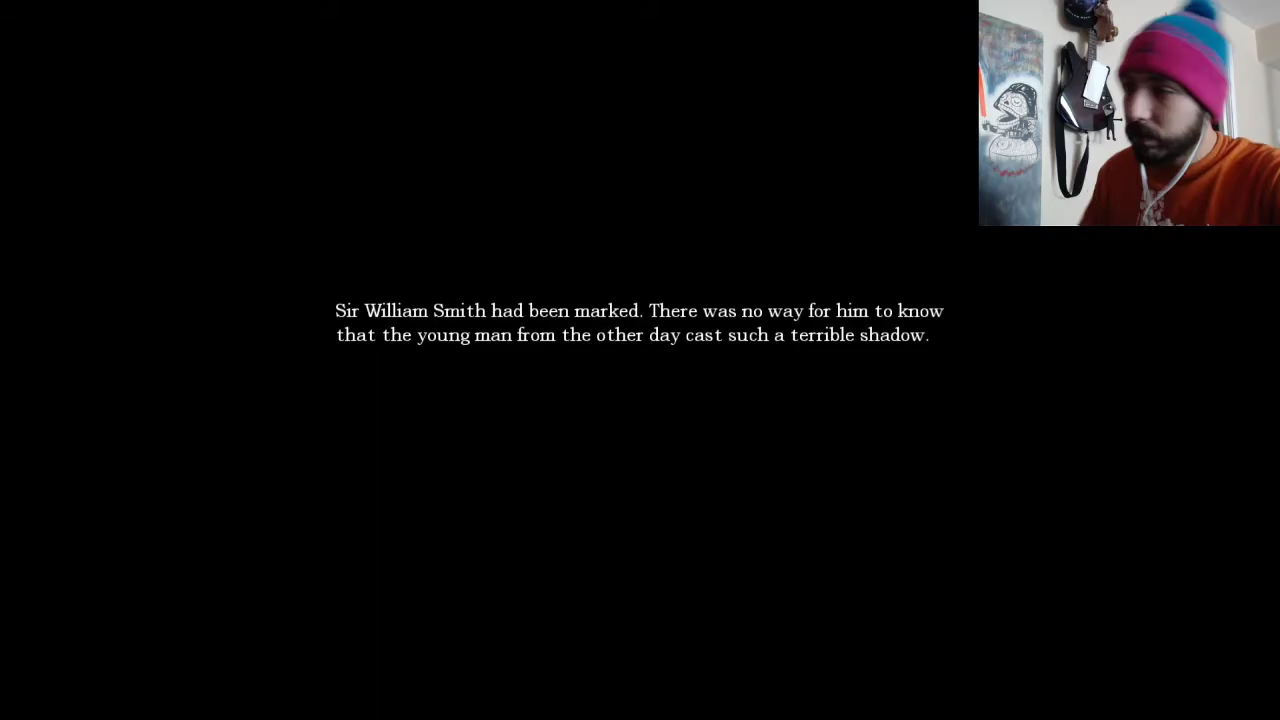 Sir William Smith had been marked. There was no way for him to know
that the young man from the other day cast such a terrible shadow.